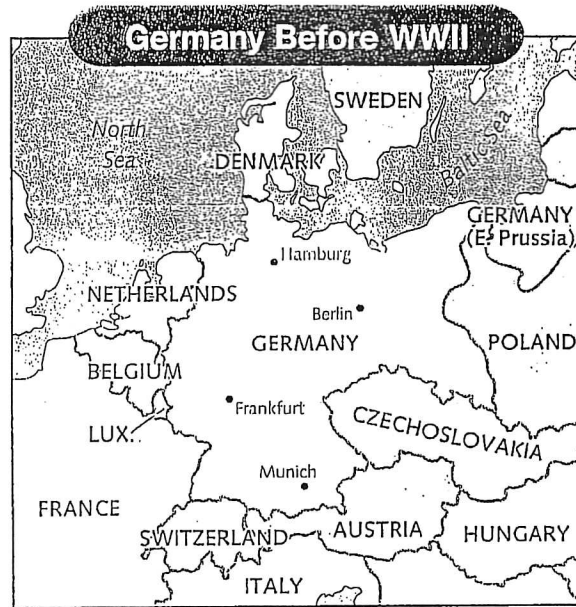 Germany Before WWII
SWEDEN
North
Sea
Baltic Sea
DENMARK
GERMANY
(E. Prussia)
Hamburg
NETHERLANDS
Berlin
GERMANY
POLAND
BELGIUM
Frankfurt
CZECHOSLOVAKIA
LUX.
Munich
FRANCE
SWITZERLAND
AUSTRIA
HUNGARY
ITALY